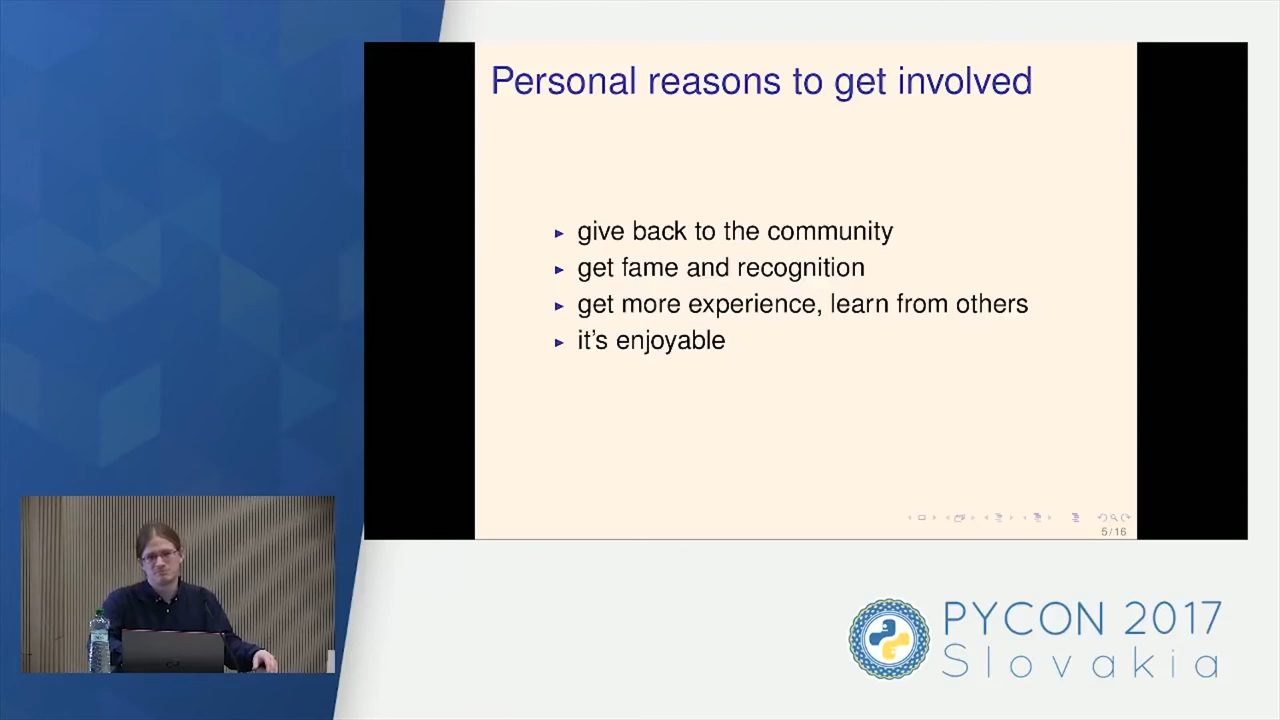 Personal reasons to get involved
give back to the community
get fame and recognition
get more experience, learn from others
it's enjoyable
5/16
PYCON 2017
Slovakia